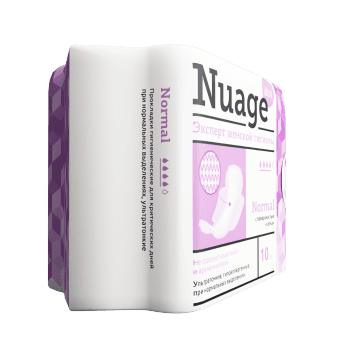 Nuage
Эксперт женской гигиены
Normal
Normal
Прокладки гигиенические для критических дней
при нормальных выделениях, ультратонкие
10
Ультратонкие,
при нормальных выделениях